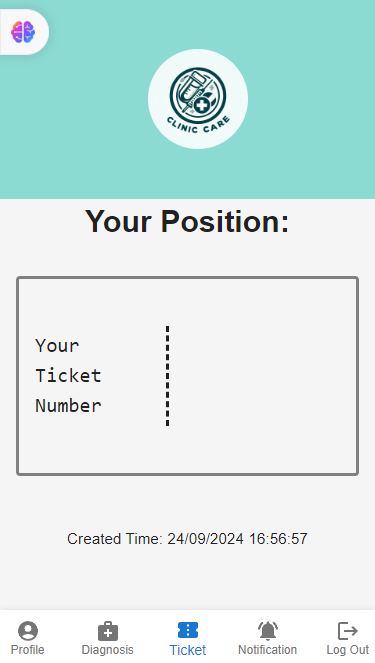 CLINIC CARE
Your Position:
Your
Ticket
Number
Created Time: 24/09/2024 16:56:57
Profile
Diagnosis
Ticket
Notification
Log Out